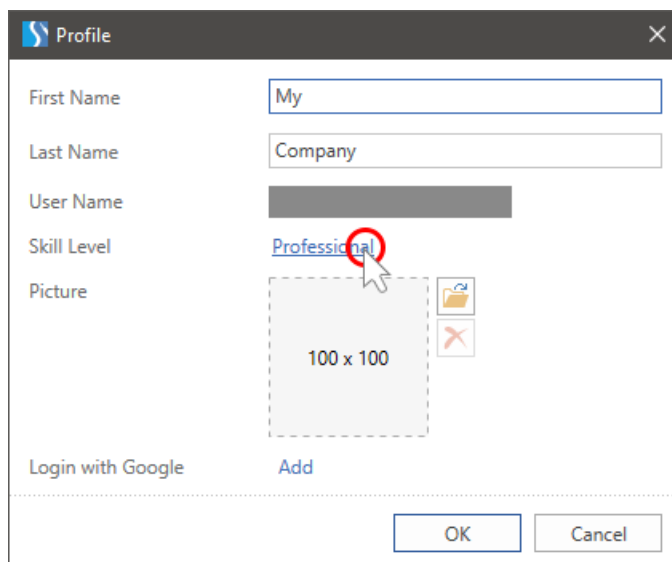 Profile
First Name My
Last Name Company
User Name
Skill Level Professional
Picture
100 x 100
Login with Google Add
OK Cancel